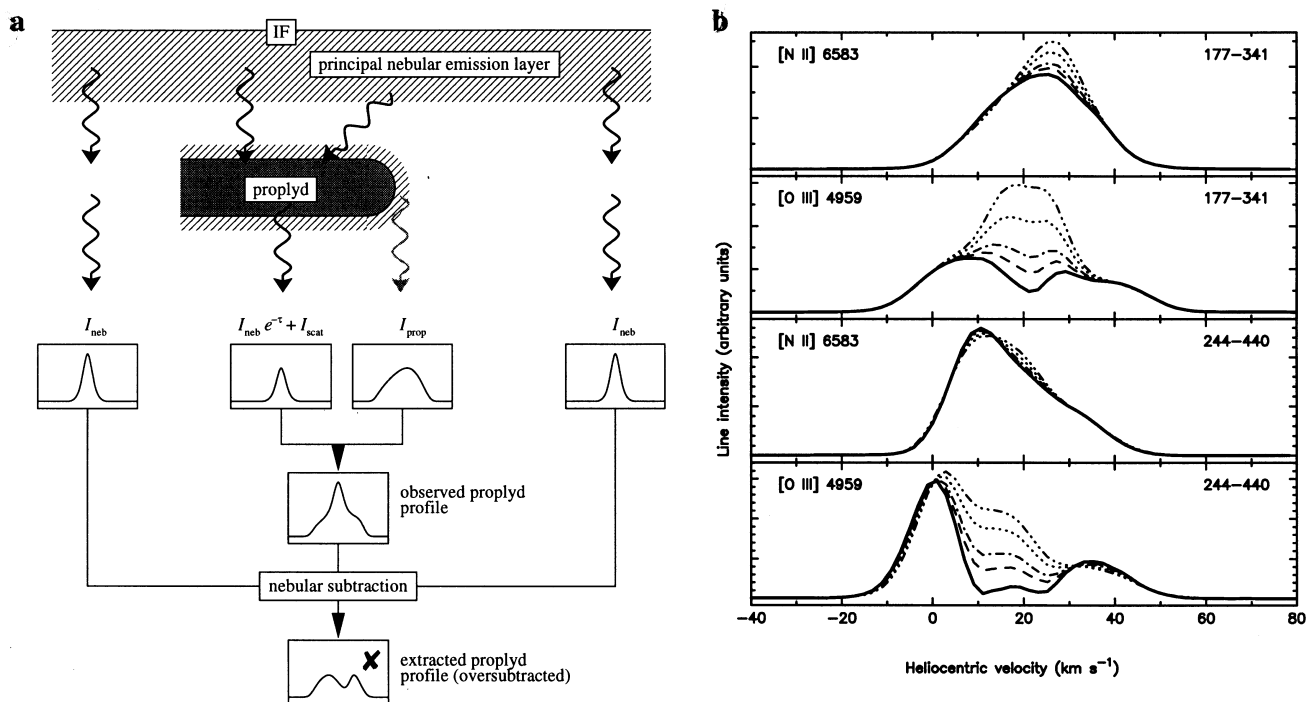 a
IF
principal nebular emission layer
proplyd
I_neb
I_neb e^-τ + I_scat
I_prop
I_neb
observed proplyd
profile
nebular subtraction
extracted proplyd
profile (oversubtracted)
b
[N II] 6583
177–341
[O III] 4959
177–341
[N II] 6583
244–440
[O III] 4959
244–440
Line intensity (arbitrary units)
−40 −20 0 20 40 60 80
Heliocentric velocity (km s⁻¹)